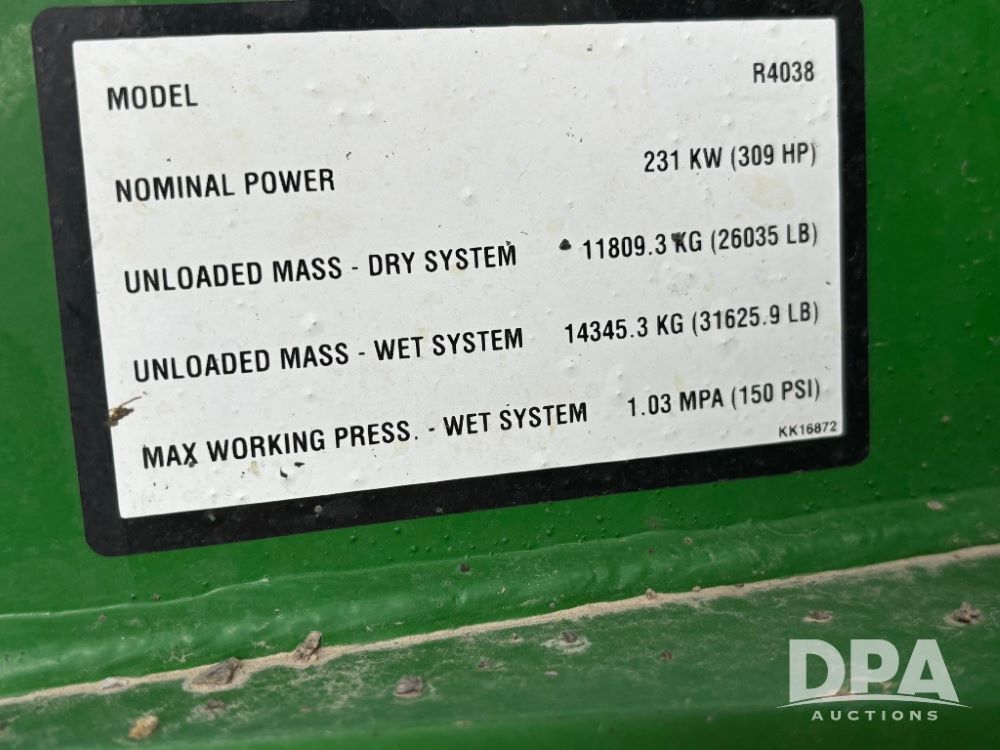 MODEL R4038
NOMINAL POWER 231 KW (309 HP)
UNLOADED MASS - DRY SYSTEM 11809.3 KG (26035 LB)
UNLOADED MASS - WET SYSTEM 14345.3 KG (31625.9 LB)
MAX WORKING PRESS. - WET SYSTEM 1.03 MPA (150 PSI)
KK16872
DPA
AUCTIONS